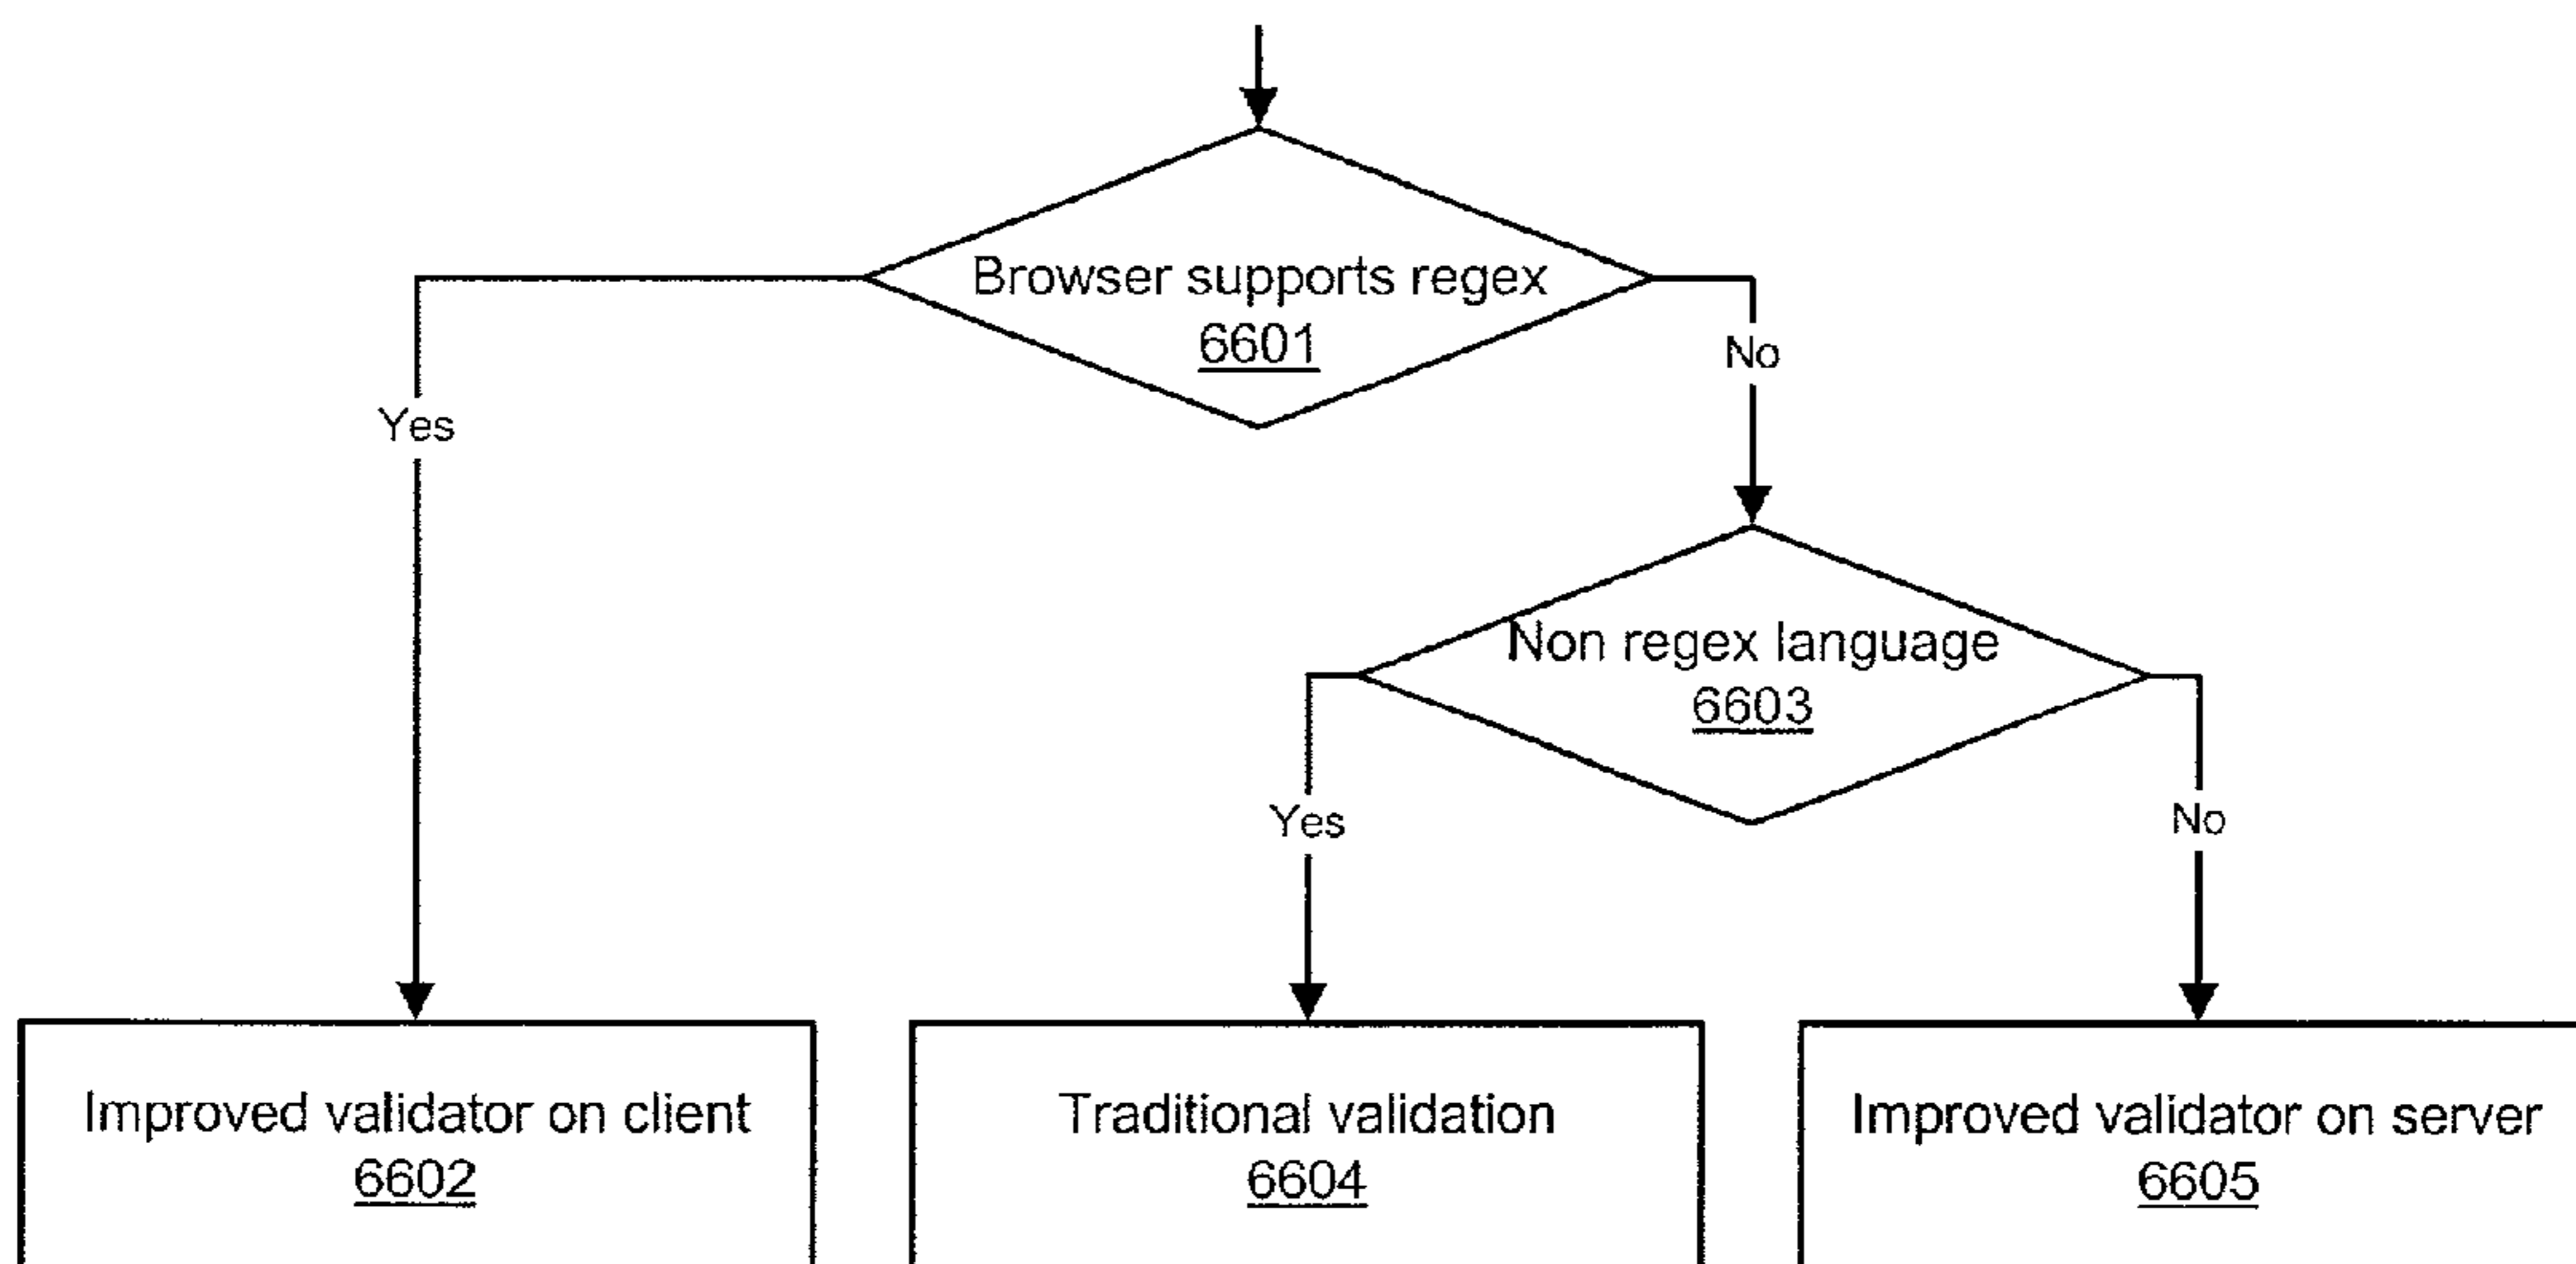 Browser supports regex
6601
No
Yes
Non regex language
6603
Yes
No
Improved validator on client
6602
Traditional validation
6604
Improved validator on server
6605